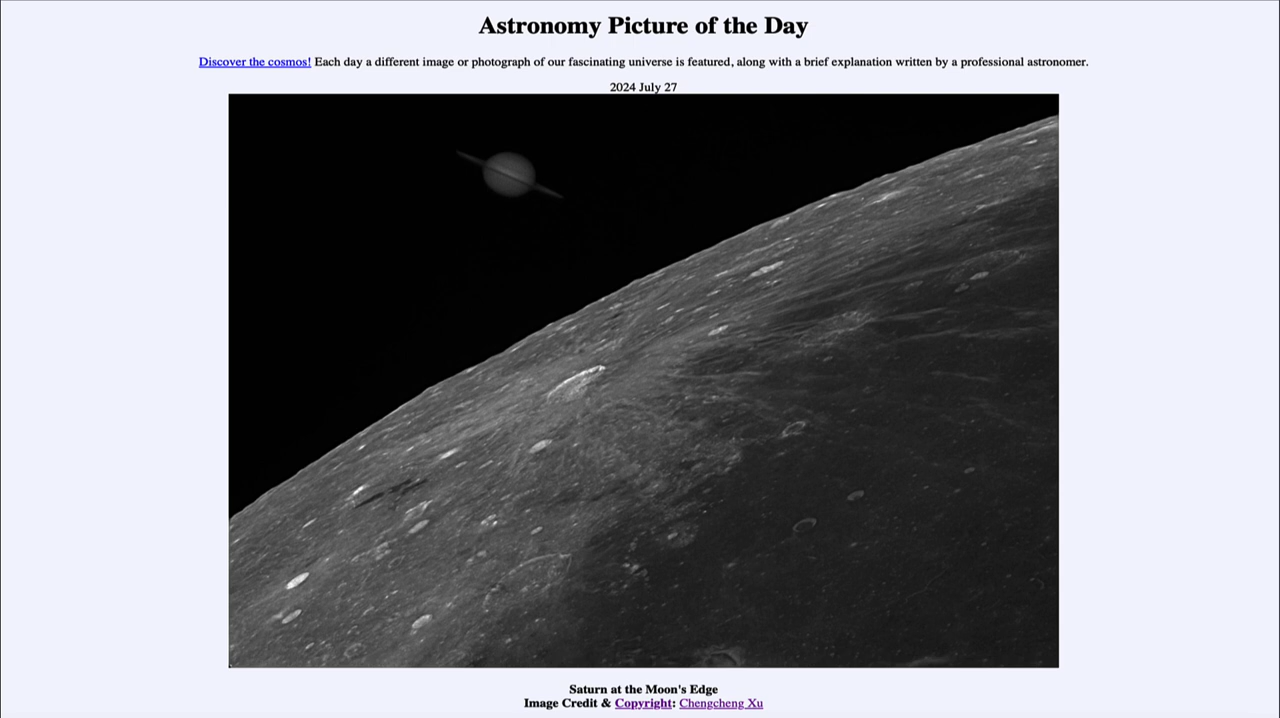 Astronomy Picture of the Day
Discover the cosmos! Each day a different image or photograph of our fascinating universe is featured, along with a brief explanation written by a professional astronomer.
2024 July 27
Saturn at the Moon's Edge
Image Credit & Copyright: Chengcheng Xu